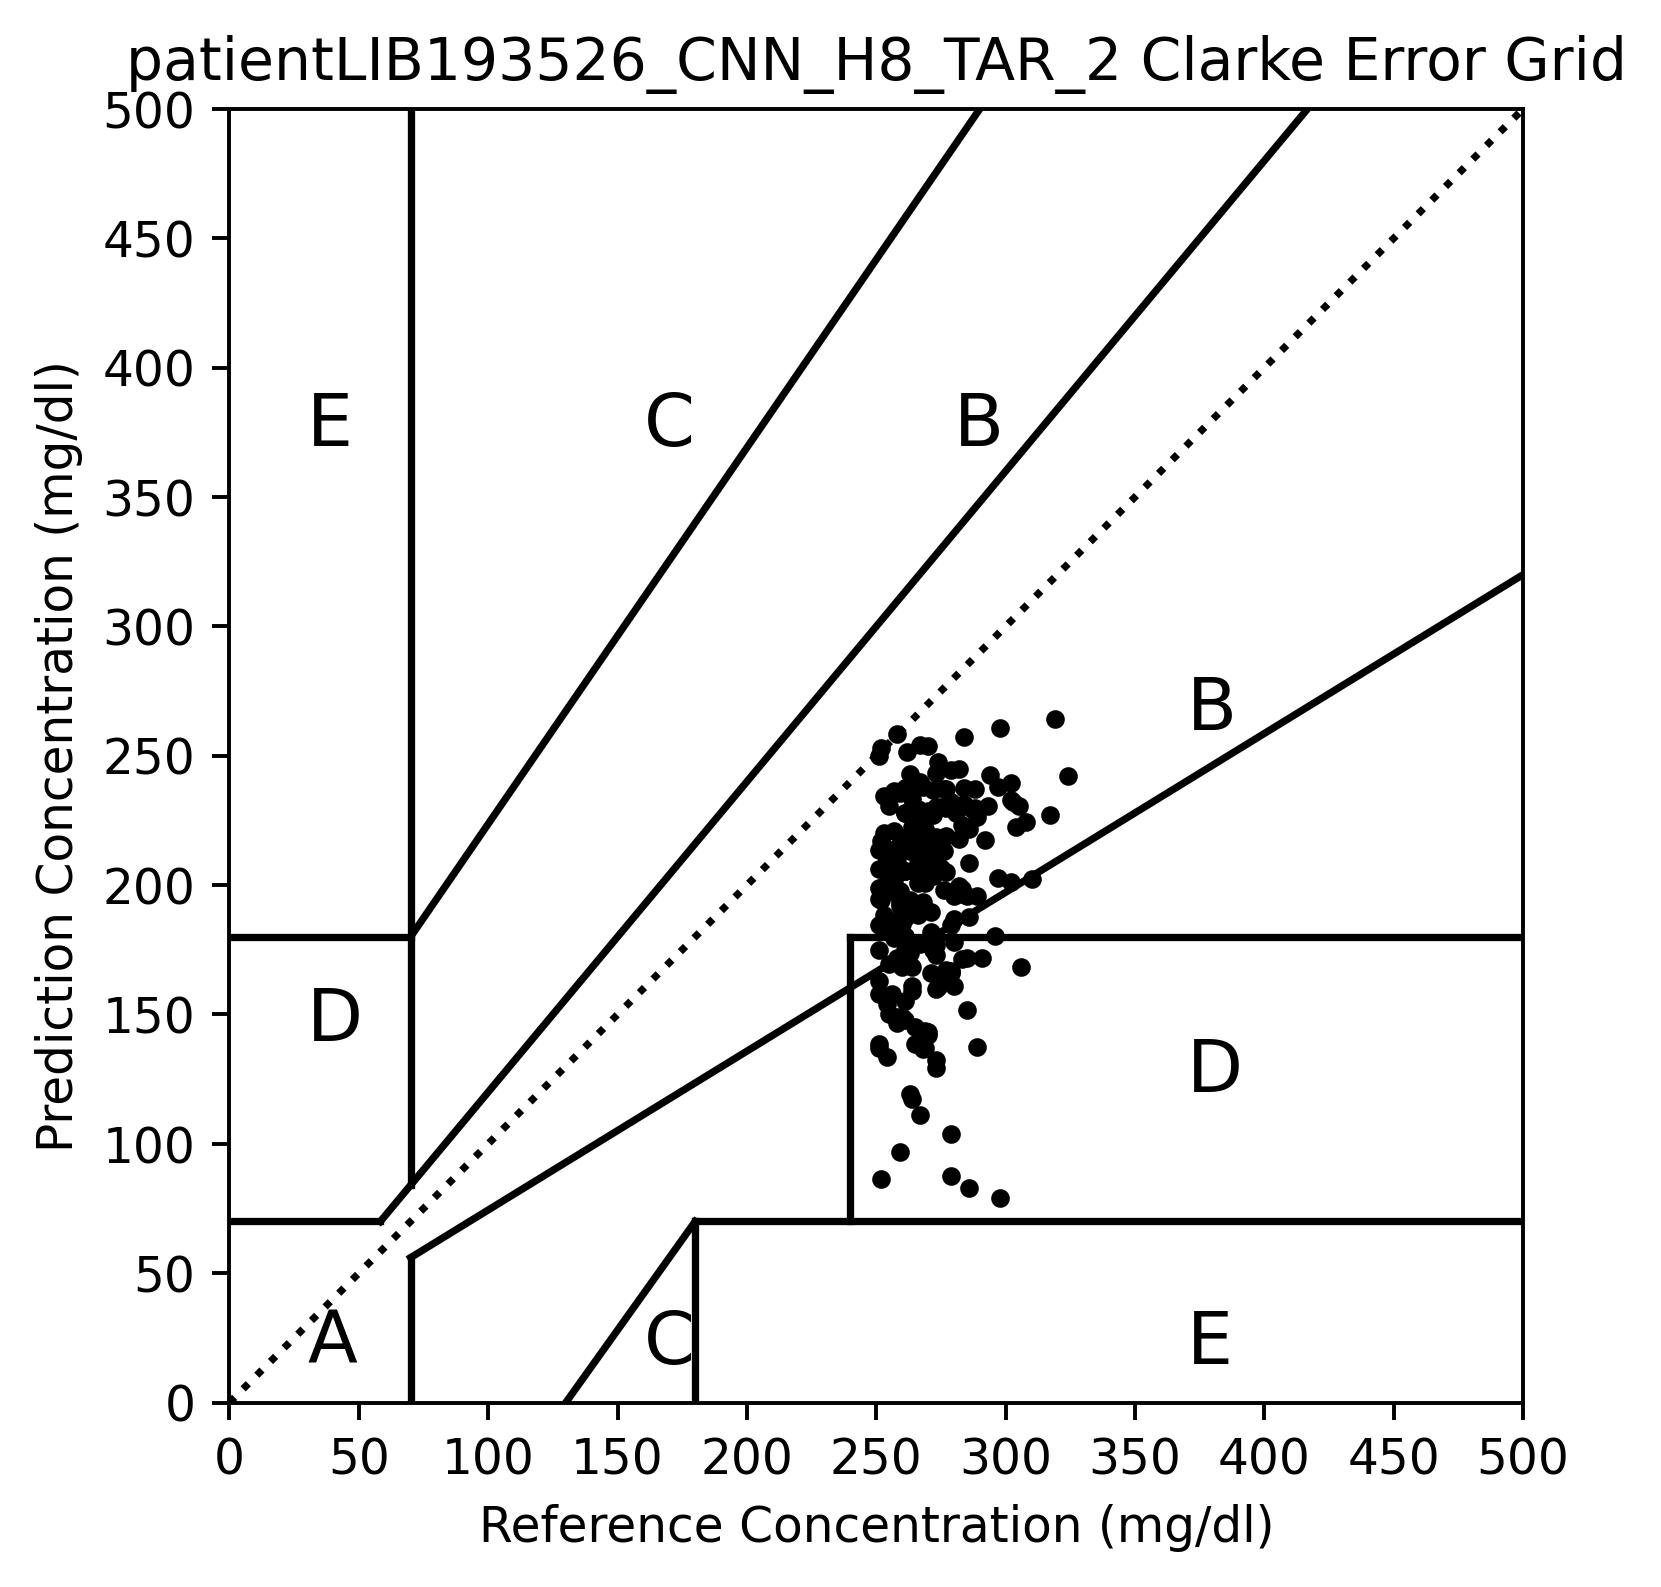 patientLIB193526_CNN_H8_TAR_2 Clarke Error Grid
Prediction Concentration (mg/dl)
500
450
400
350
300
250
200
150
100
50
0
E
C
B
B
D
D
A
C
E
0 50 100 150 200 250 300 350 400 450 500
Reference Concentration (mg/dl)